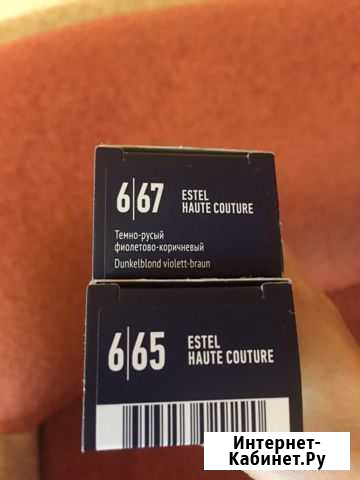 6|67 ESTEL
HAUTE COUTURE
Темно-русый
фиолетово-коричневый
Dunkelblond violett-braun
6|65 ESTEL
HAUTE COUTURE
Интернет-
Кабинет.Ру